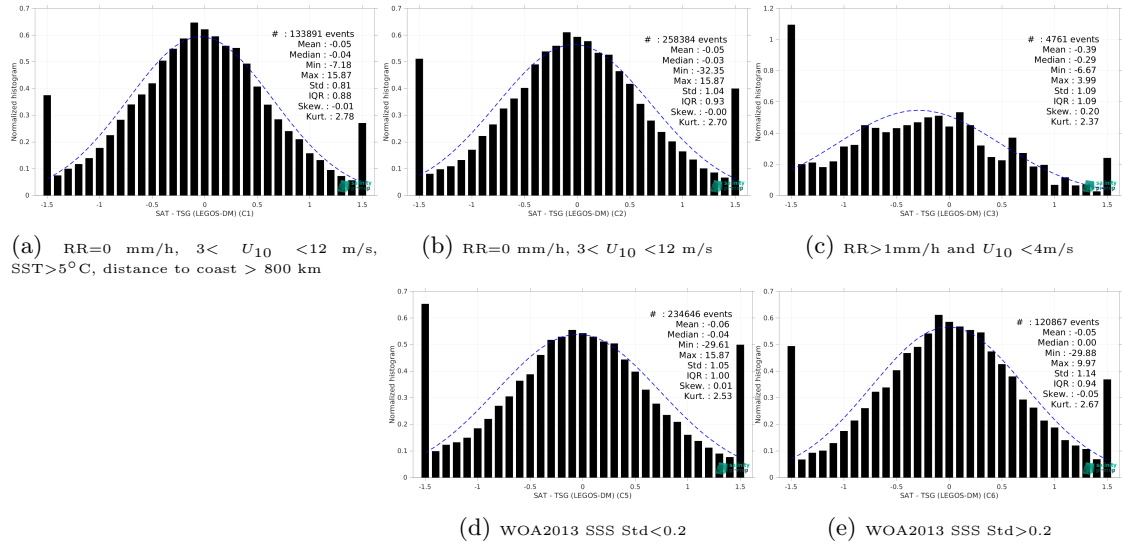 0.7
0.6
0.5
0.4
0.3
0.2
0.1
0
Normalized histogram
# : 133891 events
Mean : -0.05
Median : -0.04
Min : -7.18
Max : 15.87
Std : 0.81
IQR : 0.88
Skew. : -0.01
Kurt. : 2.78
-1.5 -1 -0.5 0 0.5 1 1.5
SAT - TSG (LEGOS-DM) (C1)
(a) RR=0 mm/h, 3< U10 <12 m/s,
SST>5°C, distance to coast > 800 km
0.7
0.6
0.5
0.4
0.3
0.2
0.1
0
Normalized histogram
# : 258384 events
Mean : -0.05
Median : -0.03
Min : -32.35
Max : 15.87
Std : 1.04
IQR : 0.93
Skew. : -0.00
Kurt. : 2.70
-1.5 -1 -0.5 0 0.5 1 1.5
SAT - TSG (LEGOS-DM) (C2)
(b) RR=0 mm/h, 3< U10 <12 m/s
1.2
1
0.8
0.6
0.4
0.2
0
Normalized histogram
# : 4761 events
Mean : -0.39
Median : -0.29
Min : -6.67
Max : 3.99
Std : 1.09
IQR : 1.09
Skew. : 0.20
Kurt. : 2.37
-1.5 -1 -0.5 0 0.5 1 1.5
SAT - TSG (LEGOS-DM) (C3)
(c) RR>1mm/h and U10 <4m/s
0.7
0.6
0.5
0.4
0.3
0.2
0.1
0
Normalized histogram
# : 234646 events
Mean : -0.06
Median : -0.04
Min : -29.61
Max : 15.87
Std : 1.05
IQR : 1.00
Skew. : 0.01
Kurt. : 2.53
-1.5 -1 -0.5 0 0.5 1 1.5
SAT - TSG (LEGOS-DM) (C5)
(d) WOA2013 SSS Std<0.2
0.7
0.6
0.5
0.4
0.3
0.2
0.1
0
Normalized histogram
# : 120867 events
Mean : -0.05
Median : 0.00
Min : -29.88
Max : 9.97
Std : 1.14
IQR : 0.94
Skew. : -0.05
Kurt. : 2.67
-1.5 -1 -0.5 0 0.5 1 1.5
SAT - TSG (LEGOS-DM) (C6)
(e) WOA2013 SSS Std>0.2